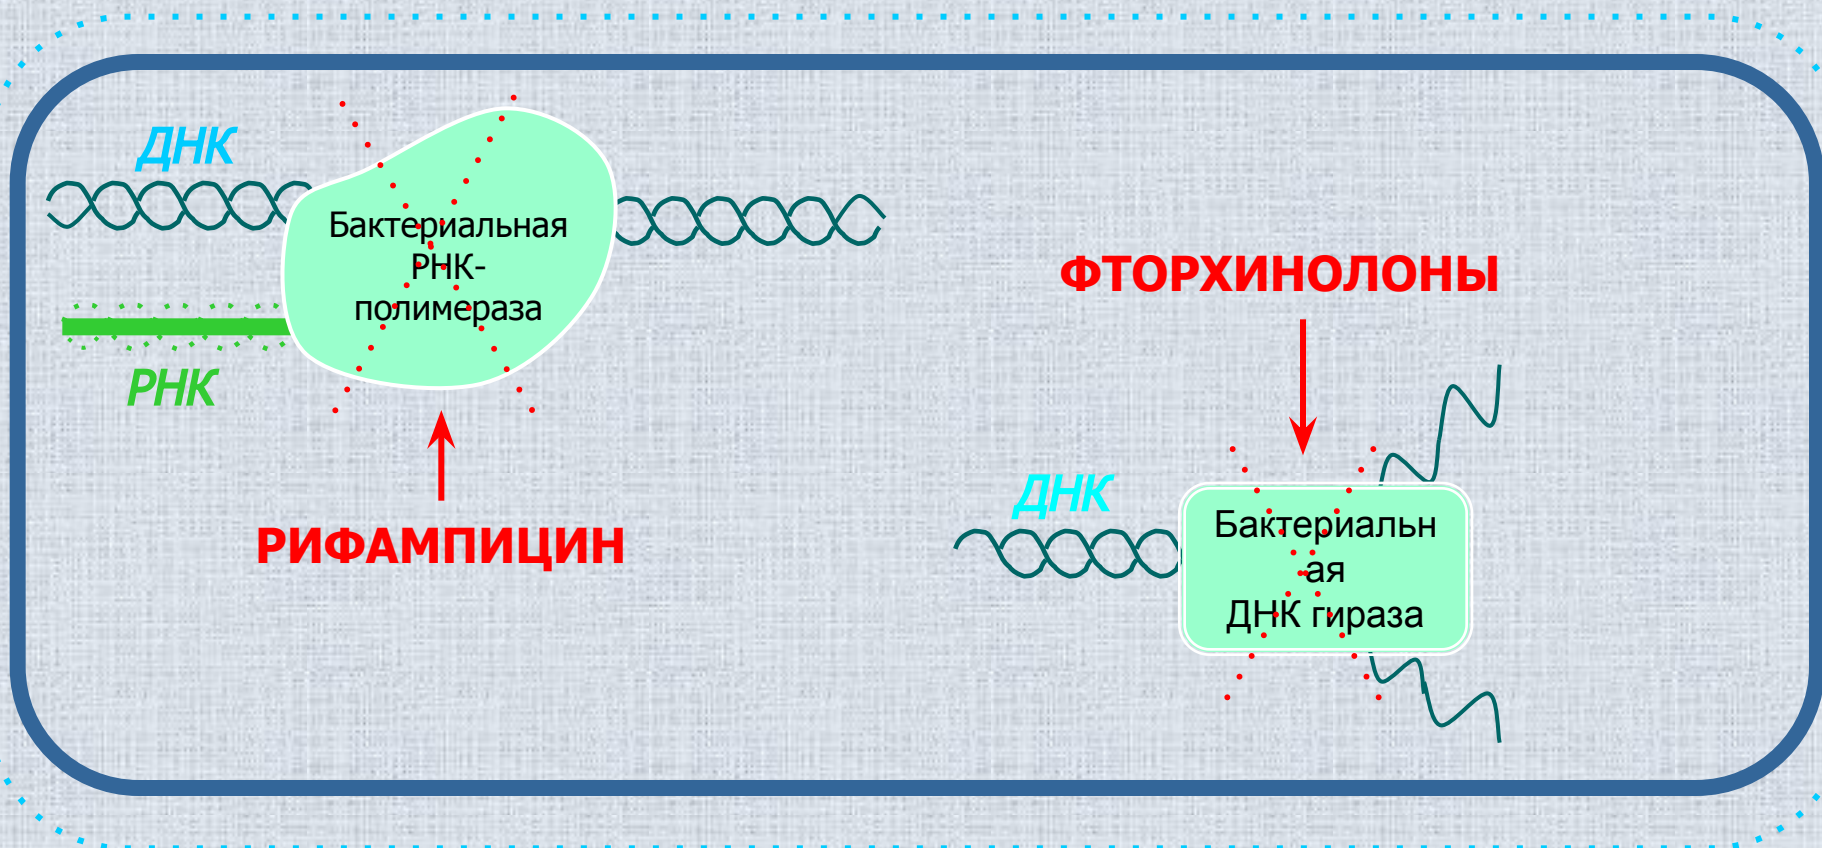 ДНК
Бактериальная
РНК-
полимераза
РНК
РИФАМПИЦИН
ФТОРХИНОЛОНЫ
ДНК
Бактериальн
ая
ДНК гираза